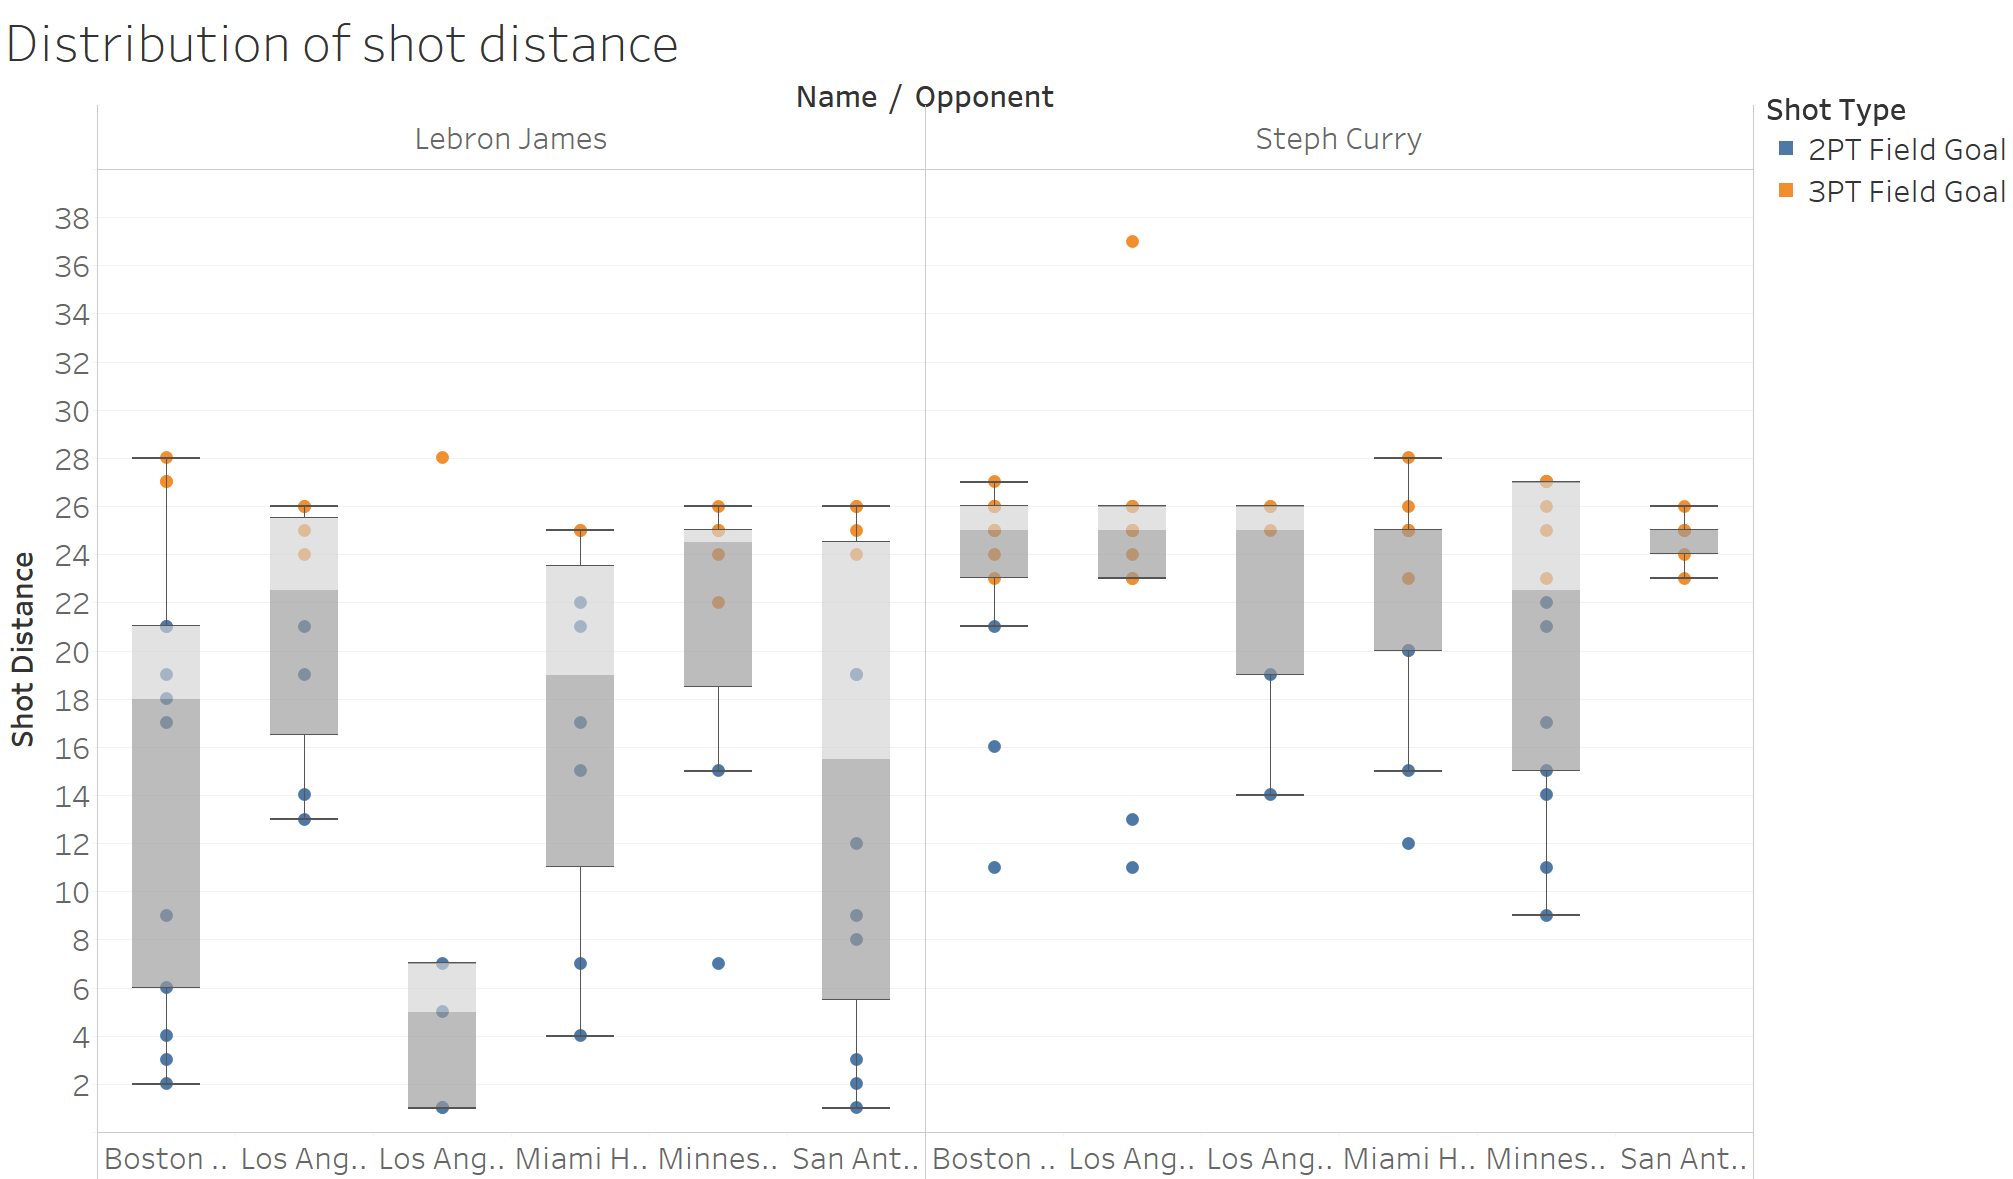 Distribution of shot distance
Name / Opponent
Lebron James Steph Curry
Shot Type
2PT Field Goal
3PT Field Goal
Shot Distance
38
36
34
32
30
28
26
24
22
20
18
16
14
12
10
8
6
4
2
Boston .. Los Ang.. Los Ang.. Miami H.. Minnes.. San Ant.. Boston .. Los Ang.. Los Ang.. Miami H.. Minnes.. San Ant..